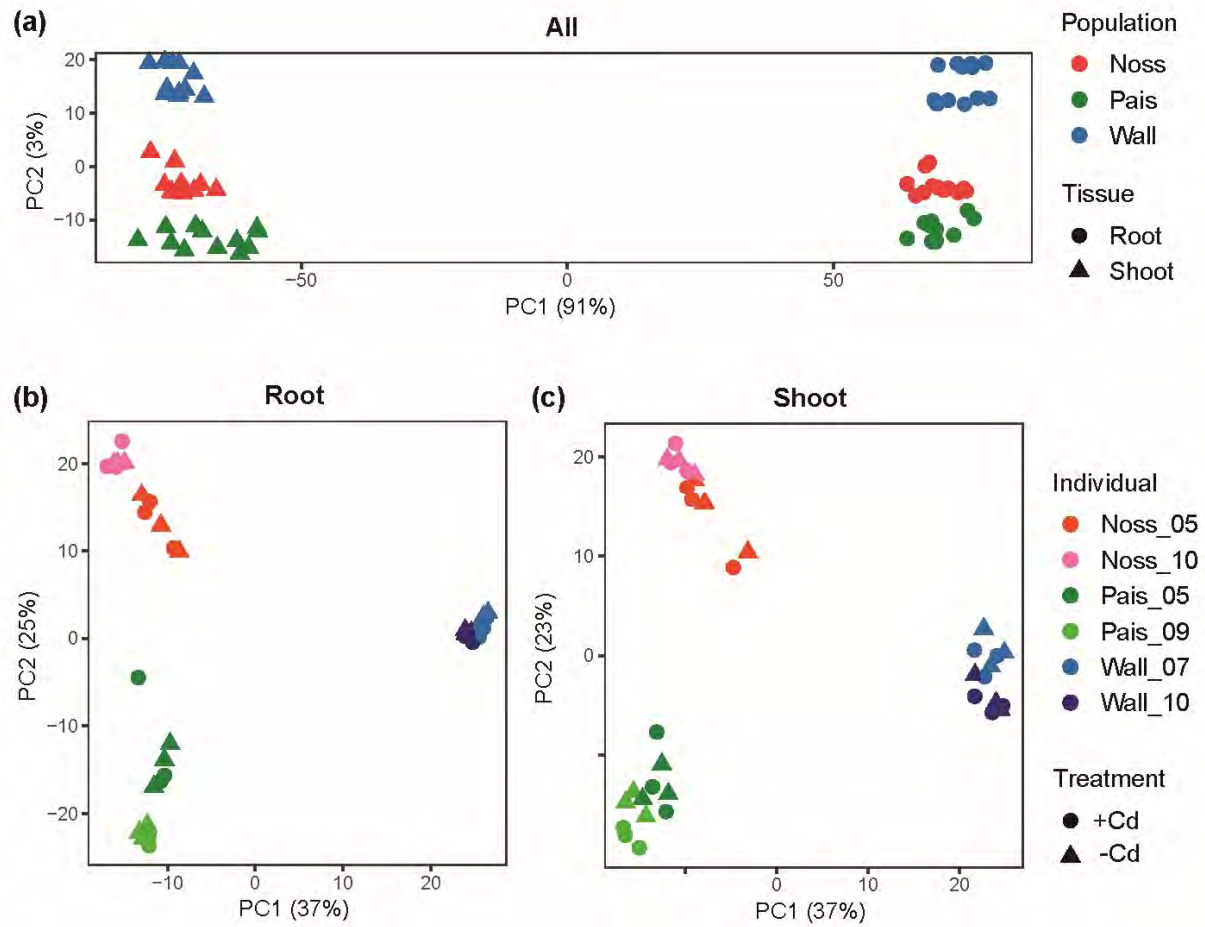 (a)
All
PC2 (3%)
20
10
0
−10
−50
0
50
PC1 (91%)
Population
Noss
Pais
Wall
Tissue
Root
Shoot
(b)
Root
PC2 (25%)
20
10
0
−10
−20
−10
0
10
20
PC1 (37%)
(c)
Shoot
PC2 (23%)
20
10
0
0
20
PC1 (37%)
Individual
Noss_05
Noss_10
Pais_05
Pais_09
Wall_07
Wall_10
Treatment
+Cd
-Cd